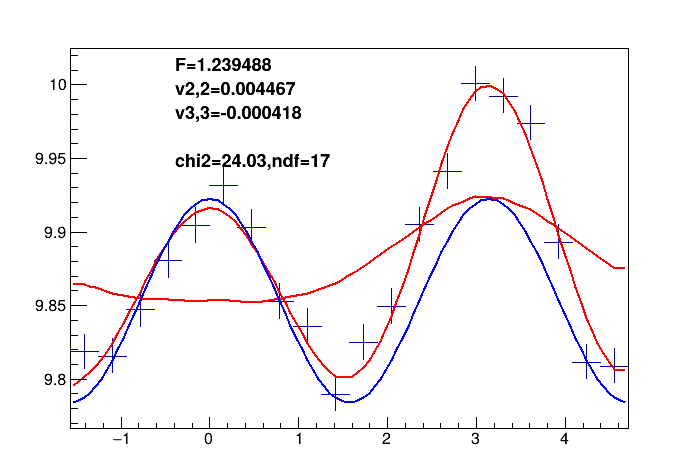 F=1.239488
v2,2=0.004467
v3,3=-0.000418
chi2=24.03,ndf=17
10
9.95
9.9
9.85
9.8
−1 0 1 2 3 4